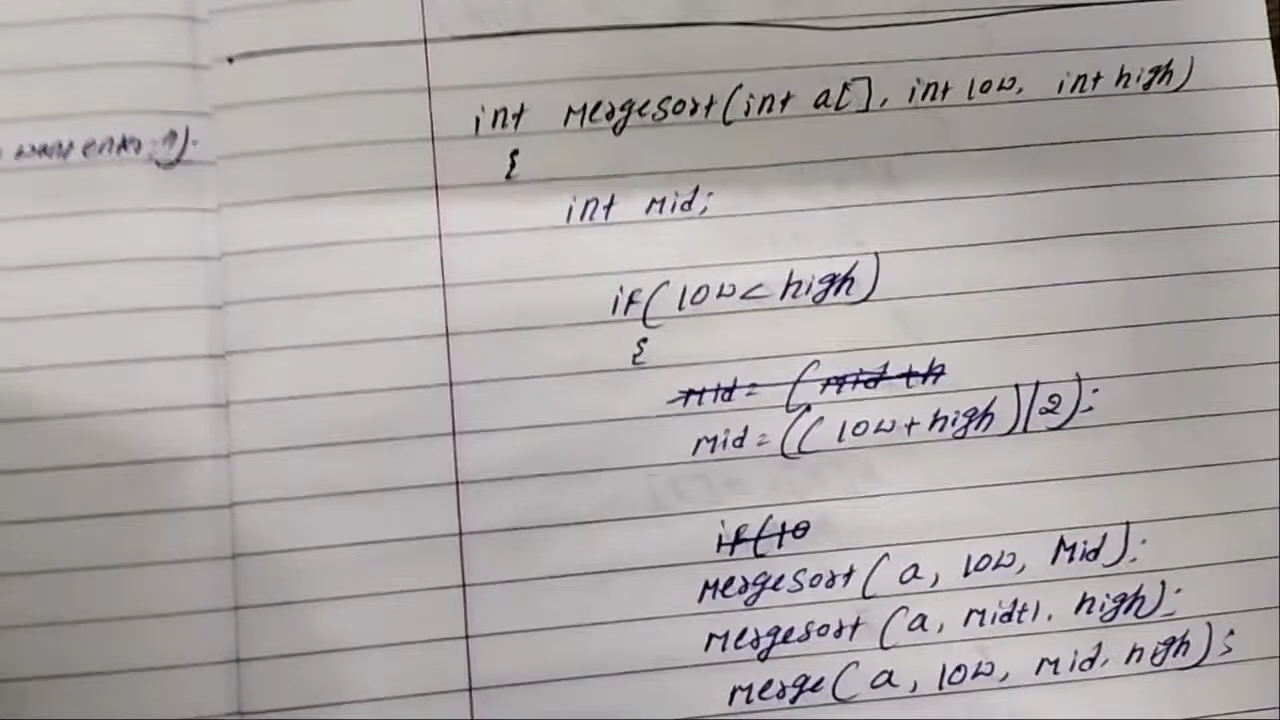 int mergesort(int a[], int low, int high)
{
int mid;
if(low<high)
{
mid = (mid +h
mid = ((low+high)/2);
if(lo
mergesort(a, low, mid);
mergesort(a, mid+1, high);
merge(a, low, mid, high);